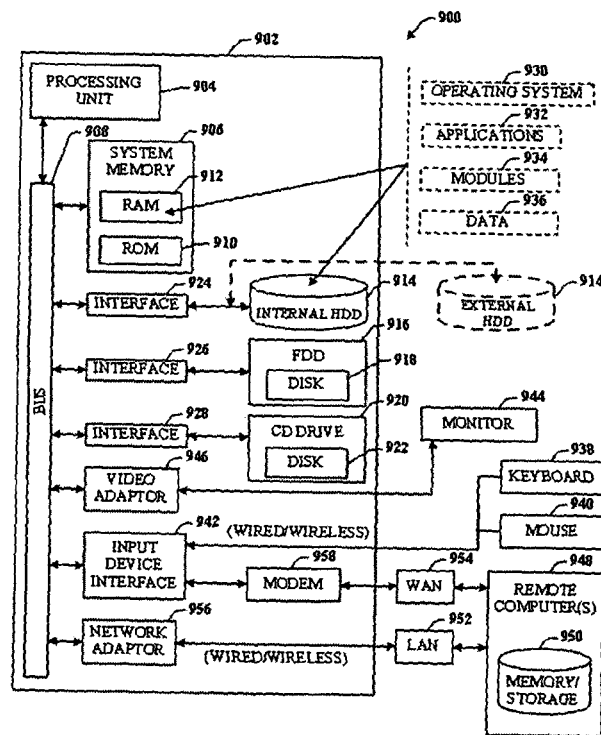 900
902
PROCESSING
UNIT
904
908
906
SYSTEM
MEMORY
912
RAM
910
ROM
930
OPERATING SYSTEM
932
APPLICATIONS
934
MODULES
936
DATA
BUS
924
INTERFACE
INTERNAL HDD
914
EXTERNAL
HDD
914
926
INTERFACE
916
FDD
918
DISK
928
INTERFACE
920
CD DRIVE
922
DISK
944
MONITOR
946
VIDEO
ADAPTOR
938
KEYBOARD
940
MOUSE
942
INPUT
DEVICE
INTERFACE
(WIRED/WIRELESS)
958
MODEM
954
WAN
948
REMOTE
COMPUTER(S)
956
NETWORK
ADAPTOR
(WIRED/WIRELESS)
952
LAN
950
MEMORY/
STORAGE